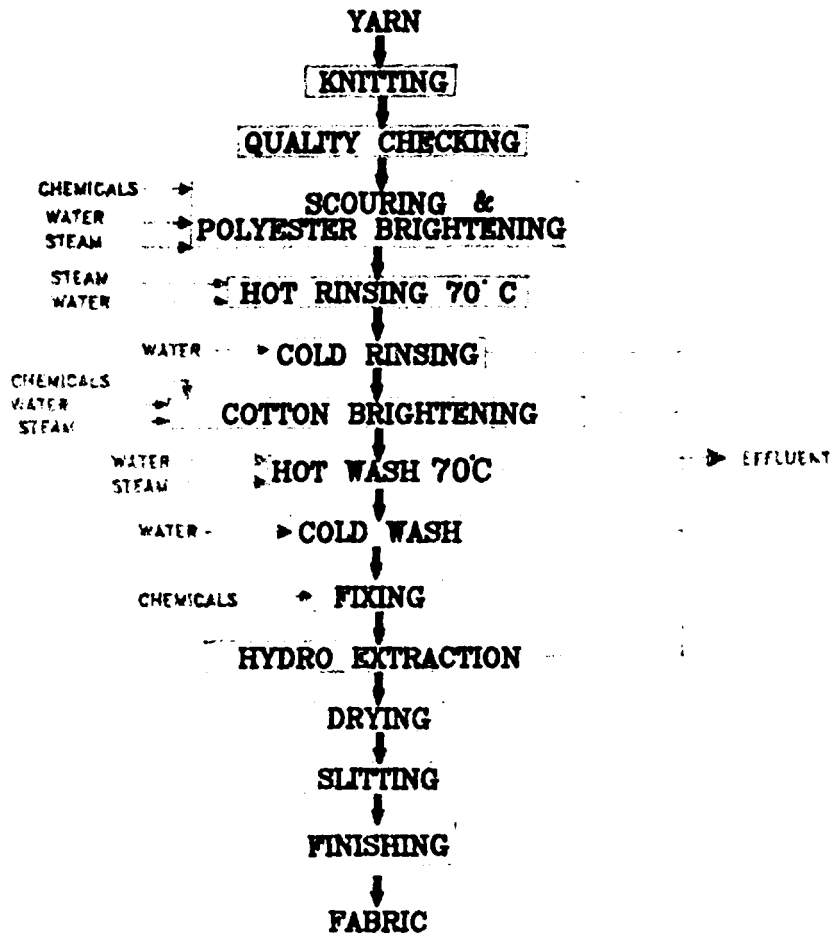 YARN
KNITTING
QUALITY CHECKING
CHEMICALS
WATER
STEAM
SCOURING &
POLYESTER BRIGHTENING
STEAM
WATER
HOT RINSING 70°C
WATER
COLD RINSING
CHEMICALS
WATER
STEAM
COTTON BRIGHTENING
WATER
STEAM
HOT WASH 70°C
EFFLUENT
WATER
COLD WASH
CHEMICALS
FIXING
HYDRO EXTRACTION
DRYING
SLITTING
FINISHING
FABRIC